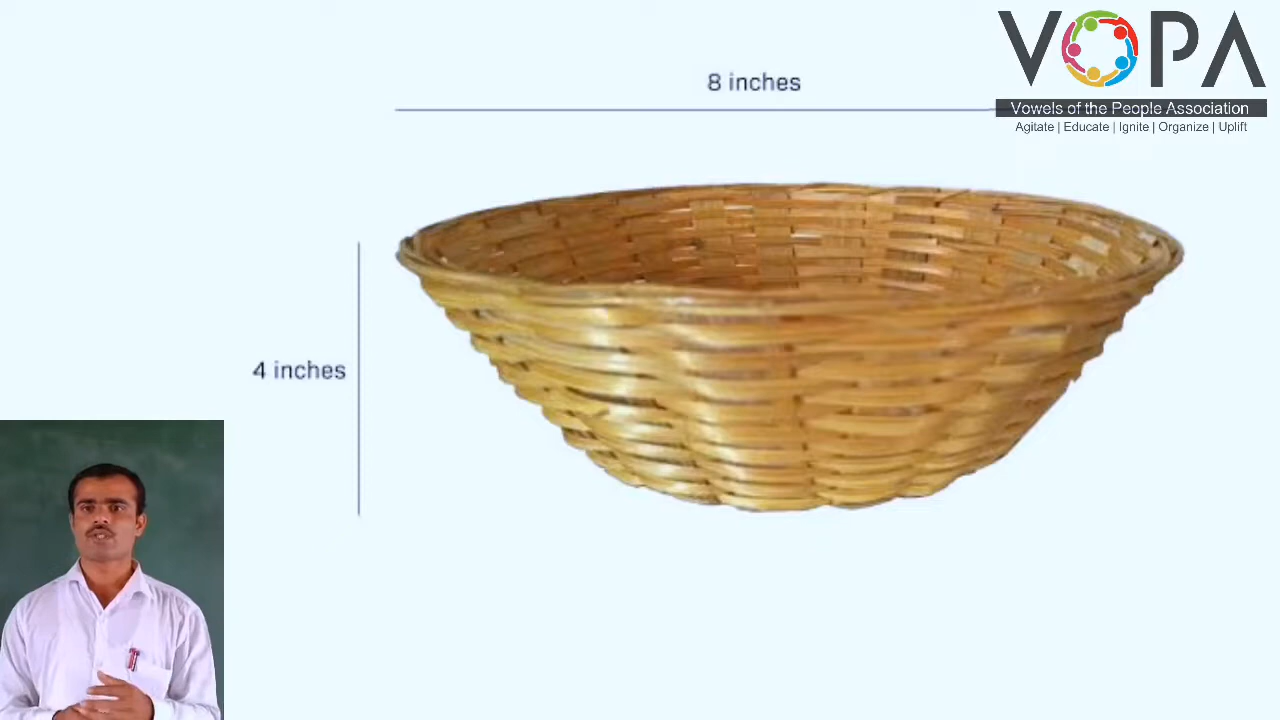 8 inches
VOPA
Vowels of the People Association
Agitate | Educate | Ignite | Organize | Uplift
4 inches